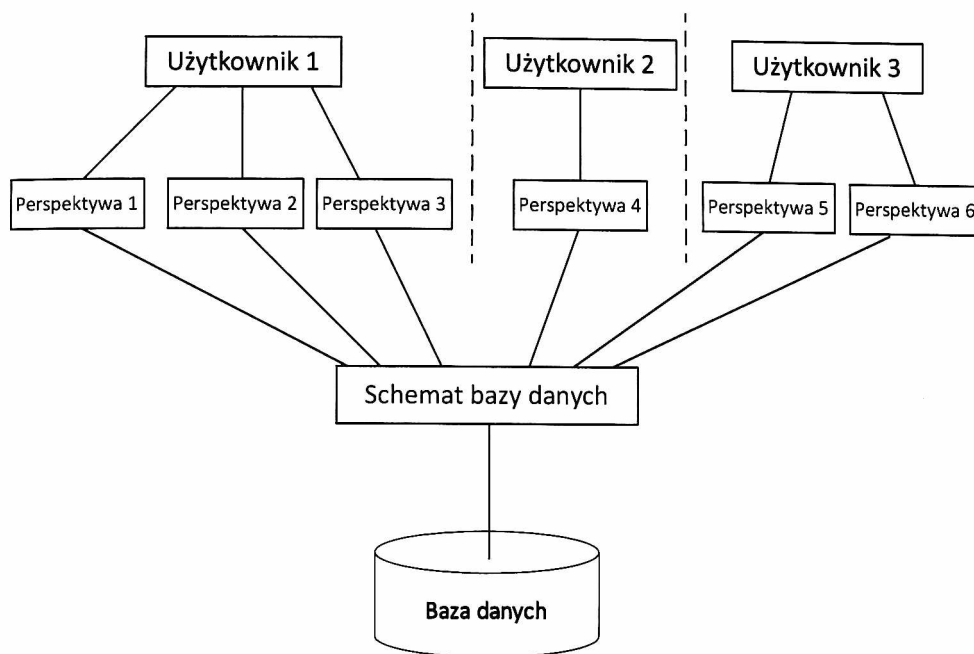 Użytkownik 1
Użytkownik 2
Użytkownik 3
Perspektywa 1
Perspektywa 2
Perspektywa 3
Perspektywa 4
Perspektywa 5
Perspektywa 6
Schemat bazy danych
Baza danych